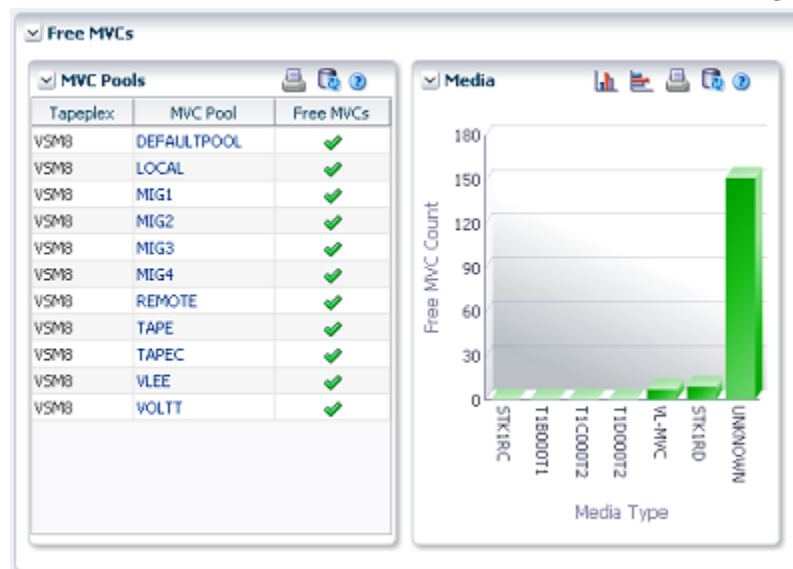 Free MVCs
MVC Pools
Tapeplex MVC Pool Free MVCs
VSM8 DEFAULTPOOL
VSM8 LOCAL
VSM8 MIG1
VSM8 MIG2
VSM8 MIG3
VSM8 MIG4
VSM8 REMOTE
VSM8 TAPE
VSM8 TAPEC
VSM8 VLEE
VSM8 VOLTT
Media
Free MVC Count
180
150
120
90
60
30
0
STK1RC
T1B000T1
T1C000T2
T1D000T2
VL-MVC
STK1RD
UNKNOWN
Media Type